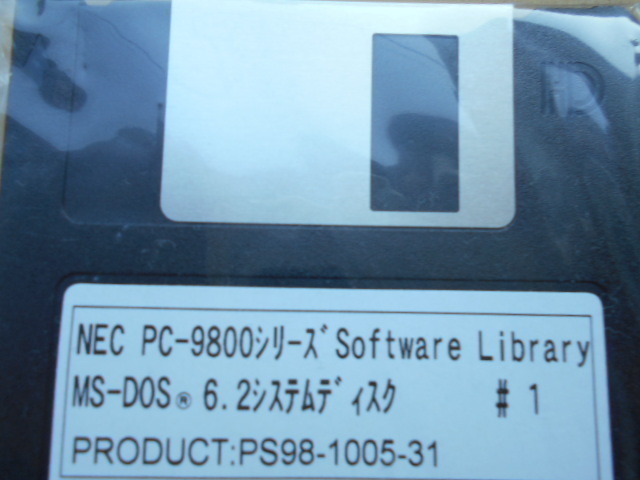 NEC PC-9800ｼﾘｰｽﾞSoftware Library
MS-DOS® 6.2ｼｽﾃﾑﾃﾞｨｽｸ #1
PRODUCT:PS98-1005-31